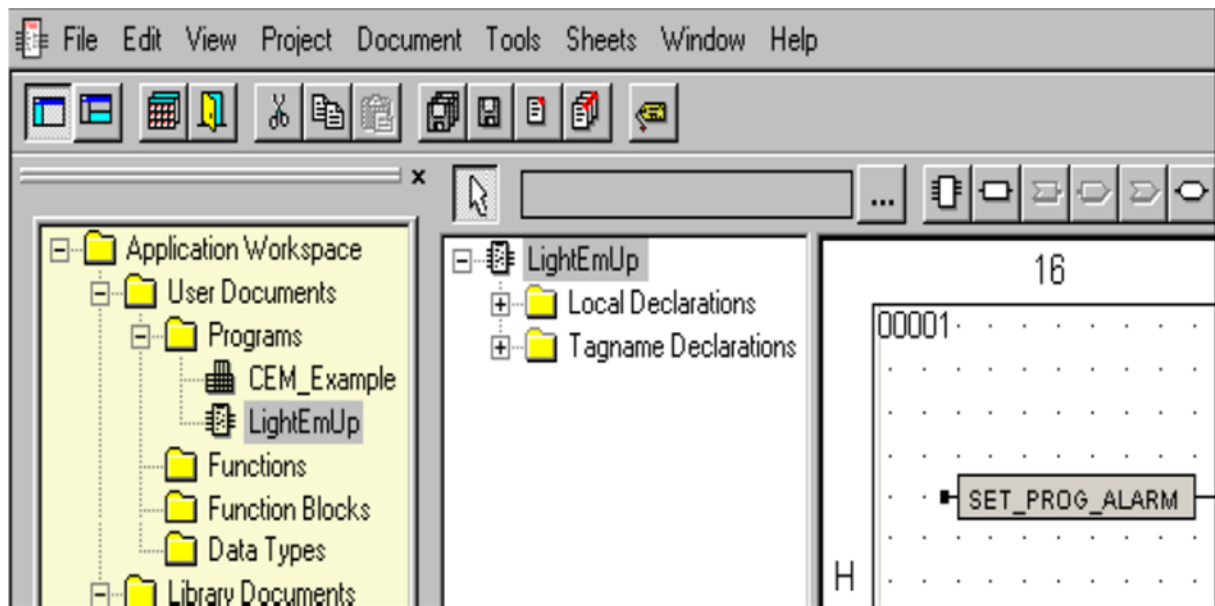 File Edit View Project Document Tools Sheets Window Help
...
Application Workspace
User Documents
Programs
CEM_Example
LightEmUp
Functions
Function Blocks
Data Types
Library Documents
LightEmUp
Local Declarations
Tagname Declarations
16
00001
SET_PROG_ALARM
H